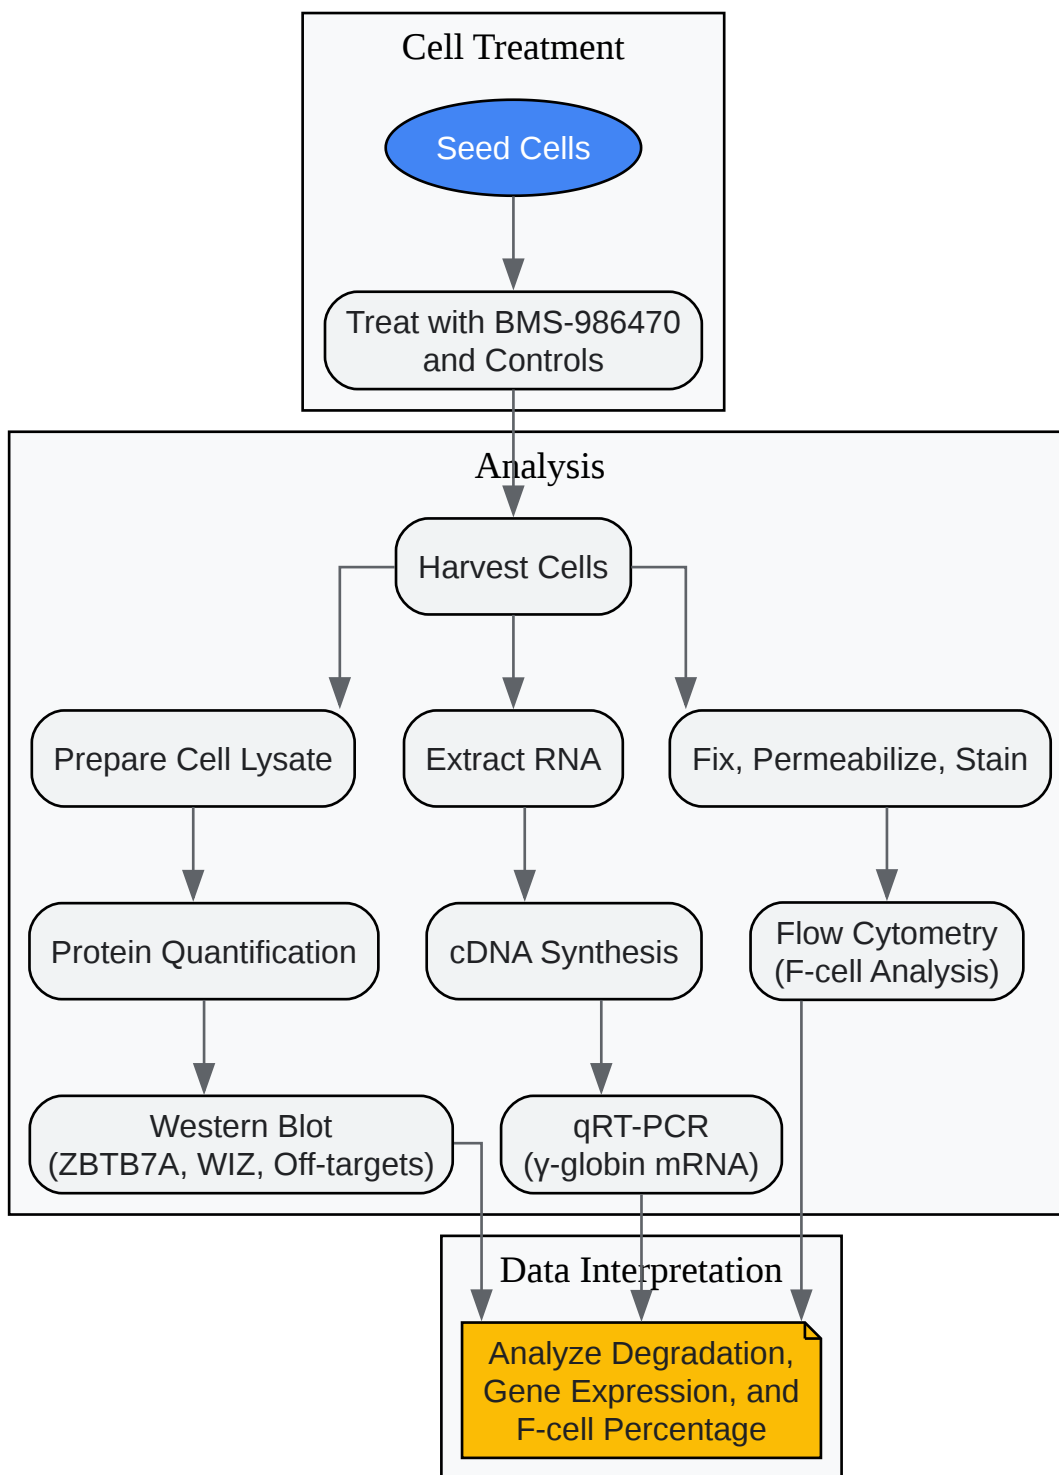 Cell Treatment
Seed Cells
Treat with BMS-986470
and Controls
Analysis
Harvest Cells
Prepare Cell Lysate
Extract RNA
Fix, Permeabilize, Stain
Protein Quantification
cDNA Synthesis
Flow Cytometry
(F-cell Analysis)
Western Blot
(ZBTB7A, WIZ, Off-targets)
qRT-PCR
(γ-globin mRNA)
Data Interpretation
Analyze Degradation,
Gene Expression, and
F-cell Percentage